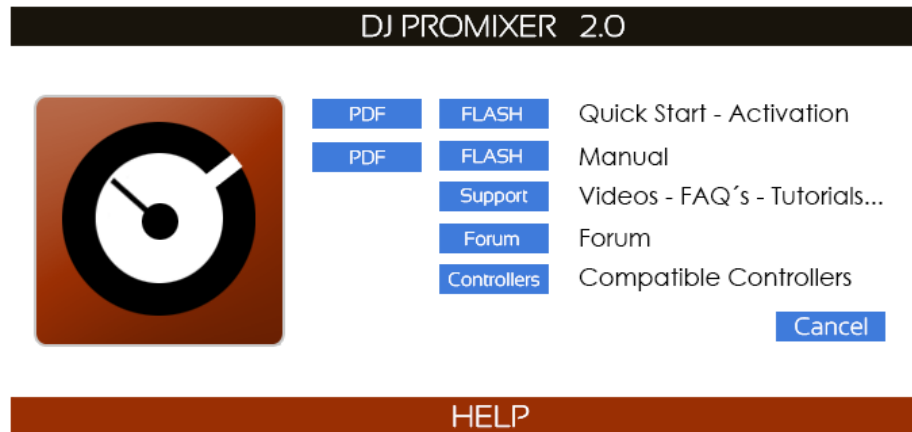 DJ PROMIXER 2.0
PDF FLASH Quick Start - Activation
PDF FLASH Manual
Support Videos - FAQ´s - Tutorials...
Forum Forum
Controllers Compatible Controllers
Cancel
HELP